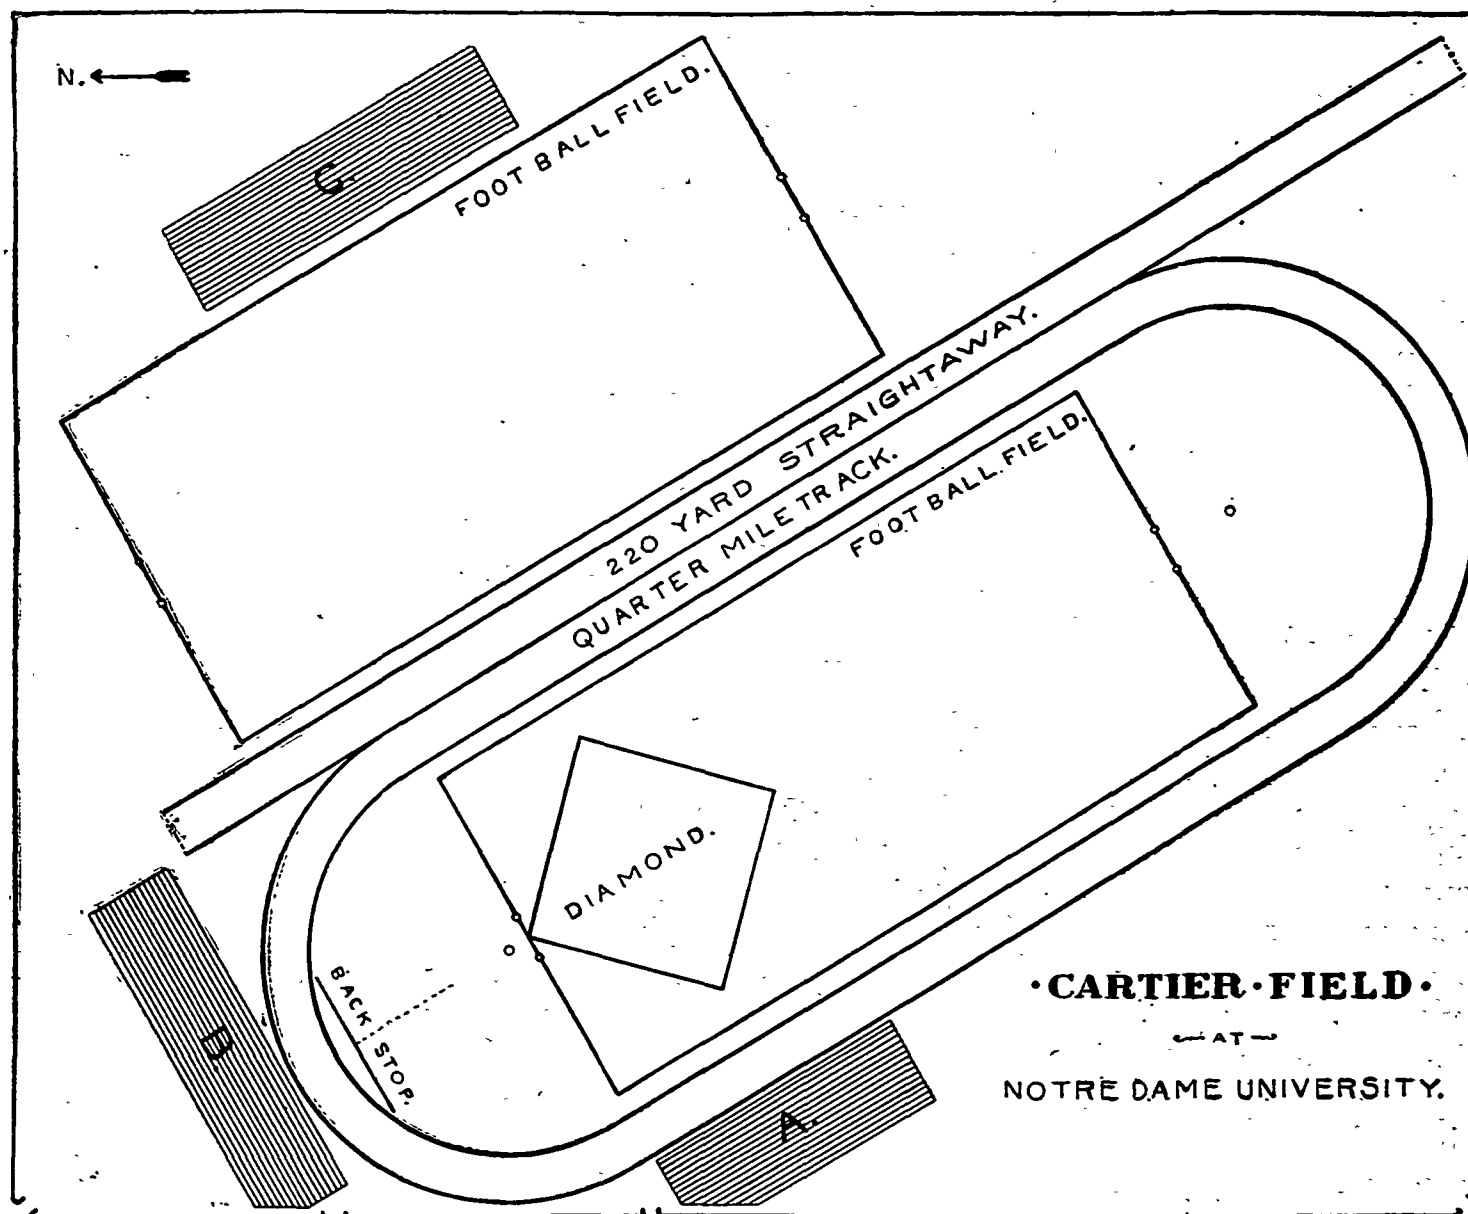 N.
C.
FOOT BALL FIELD.
220 YARD STRAIGHTAWAY.
QUARTER MILE TRACK.
FOOT BALL FIELD.
DIAMOND.
BACK STOP.
B
A.
·CARTIER·FIELD·
AT
NOTRE DAME UNIVERSITY.